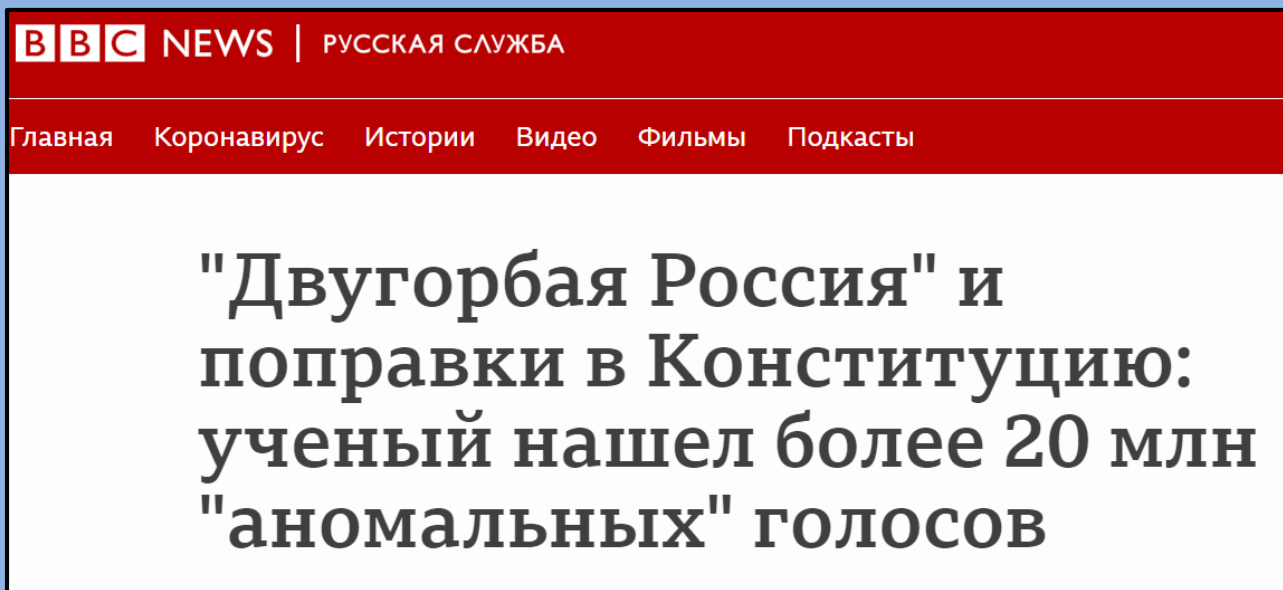 BBC NEWS | РУССКАЯ СЛУЖБА
Главная Коронавирус Истории Видео Фильмы Подкасты
"Двугорбая Россия" и
поправки в Конституцию:
ученый нашел более 20 млн
"аномальных" голосов